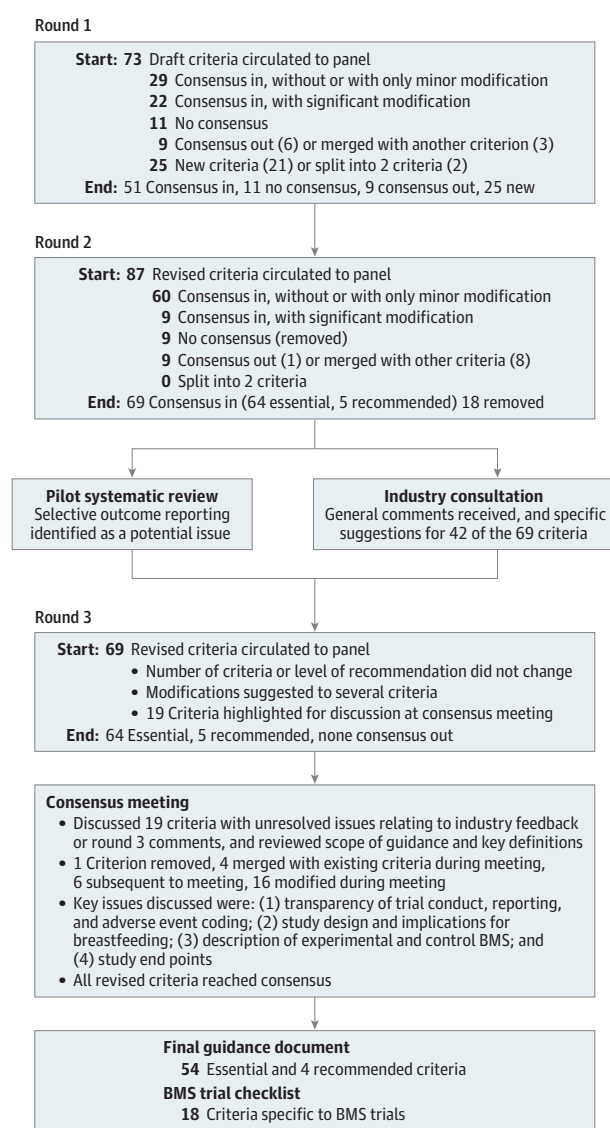 Round 1
Start: 73 Draft criteria circulated to panel
29 Consensus in, without or with only minor modification
22 Consensus in, with significant modification
11 No consensus
9 Consensus out (6) or merged with another criterion (3)
25 New criteria (21) or split into 2 criteria (2)
End: 51 Consensus in, 11 no consensus, 9 consensus out, 25 new
Round 2
Start: 87 Revised criteria circulated to panel
60 Consensus in, without or with only minor modification
9 Consensus in, with significant modification
9 No consensus (removed)
9 Consensus out (1) or merged with other criteria (8)
0 Split into 2 criteria
End: 69 Consensus in (64 essential, 5 recommended) 18 removed
Pilot systematic review
Selective outcome reporting
identified as a potential issue
Industry consultation
General comments received, and specific
suggestions for 42 of the 69 criteria
Round 3
Start: 69 Revised criteria circulated to panel
• Number of criteria or level of recommendation did not change
• Modifications suggested to several criteria
• 19 Criteria highlighted for discussion at consensus meeting
End: 64 Essential, 5 recommended, none consensus out
Consensus meeting
• Discussed 19 criteria with unresolved issues relating to industry feedback
or round 3 comments, and reviewed scope of guidance and key definitions
• 1 Criterion removed, 4 merged with existing criteria during meeting,
6 subsequent to meeting, 16 modified during meeting
• Key issues discussed were: (1) transparency of trial conduct, reporting,
and adverse event coding; (2) study design and implications for
breastfeeding; (3) description of experimental and control BMS; and
(4) study end points
• All revised criteria reached consensus
Final guidance document
54 Essential and 4 recommended criteria
BMS trial checklist
18 Criteria specific to BMS trials